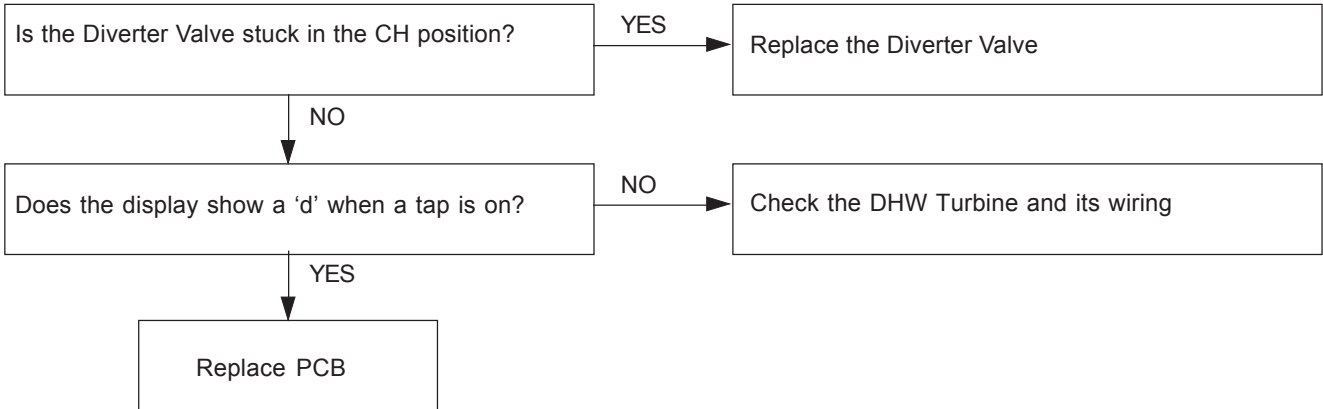 Is the Diverter Valve stuck in the CH position?
YES
Replace the Diverter Valve
NO
Does the display show a ‘d’ when a tap is on?
NO
Check the DHW Turbine and its wiring
YES
Replace PCB